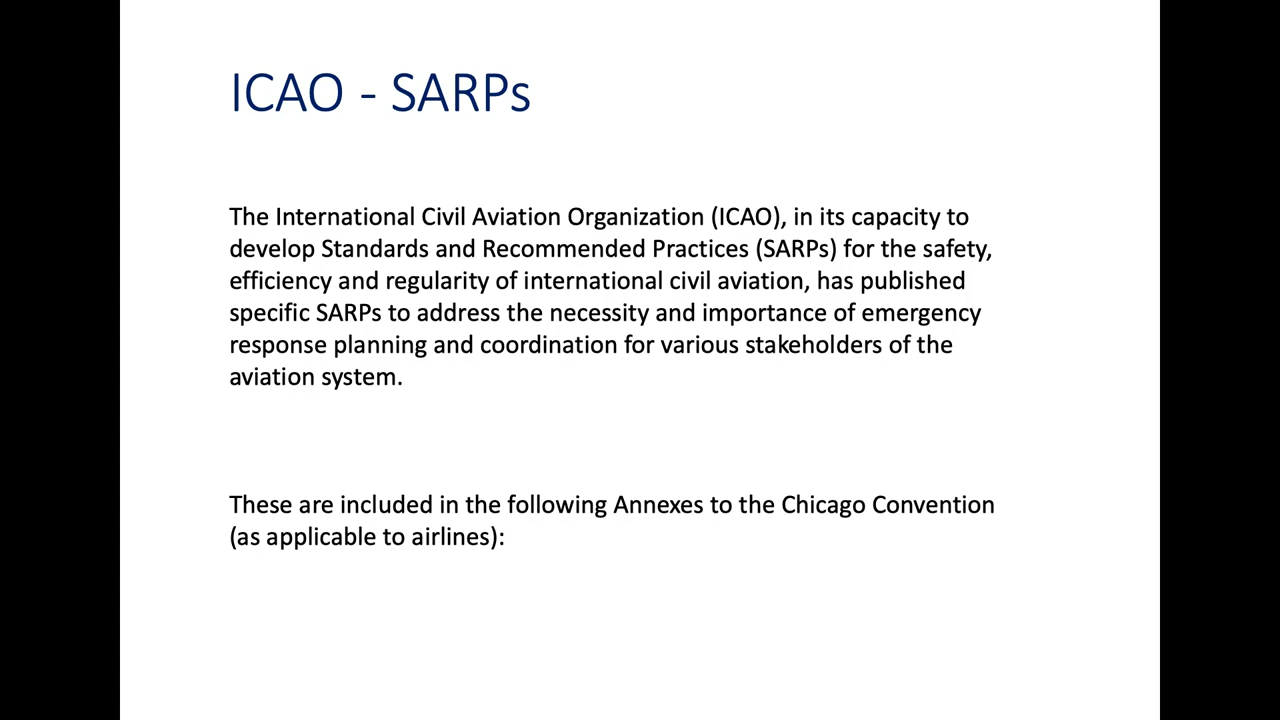 ICAO - SARPs
The International Civil Aviation Organization (ICAO), in its capacity to
develop Standards and Recommended Practices (SARPs) for the safety,
efficiency and regularity of international civil aviation, has published
specific SARPs to address the necessity and importance of emergency
response planning and coordination for various stakeholders of the
aviation system.
These are included in the following Annexes to the Chicago Convention
(as applicable to airlines):